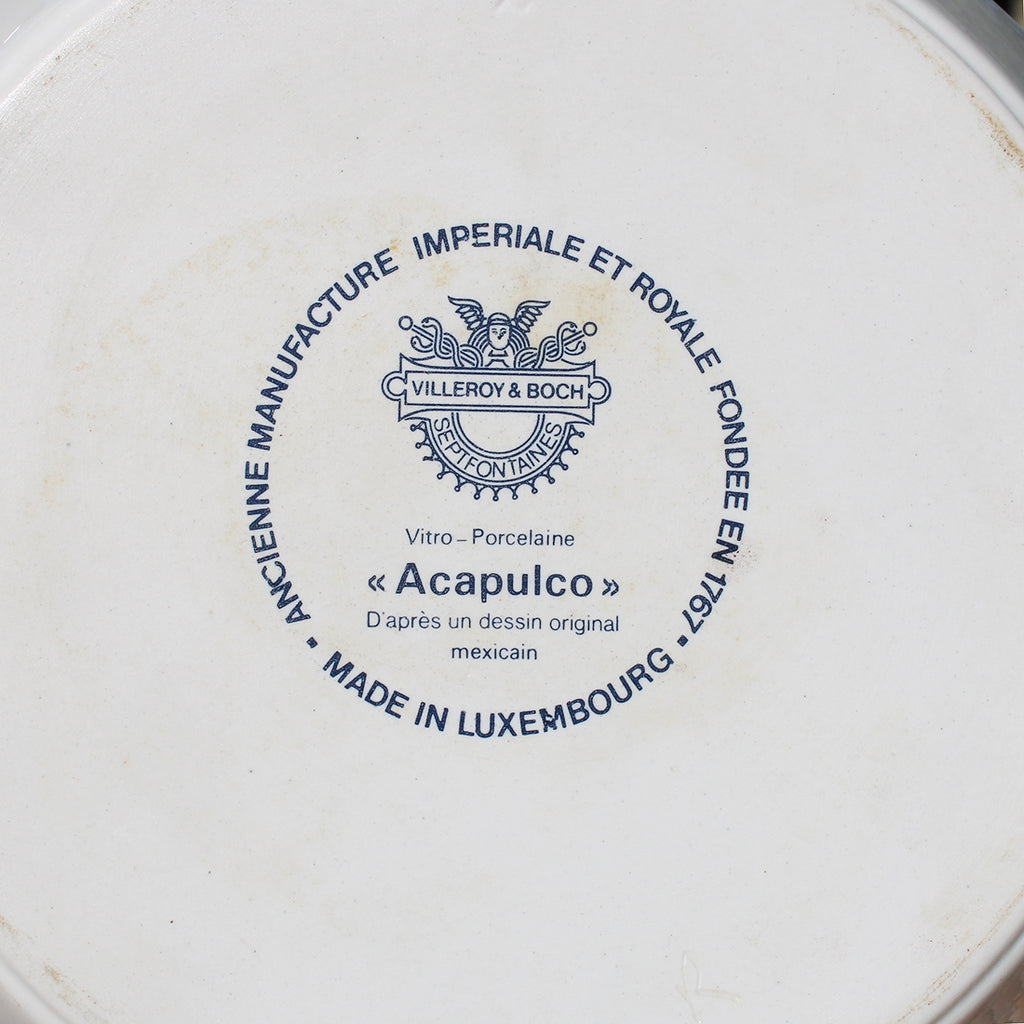 ANCIENNE MANUFACTURE IMPERIALE ET ROYALE FONDEE EN 1767
VILLEROY & BOCH
SEPTFONTAINES
Vitro – Porcelaine
« Acapulco »
D'après un dessin original
mexicain
• MADE IN LUXEMBOURG •